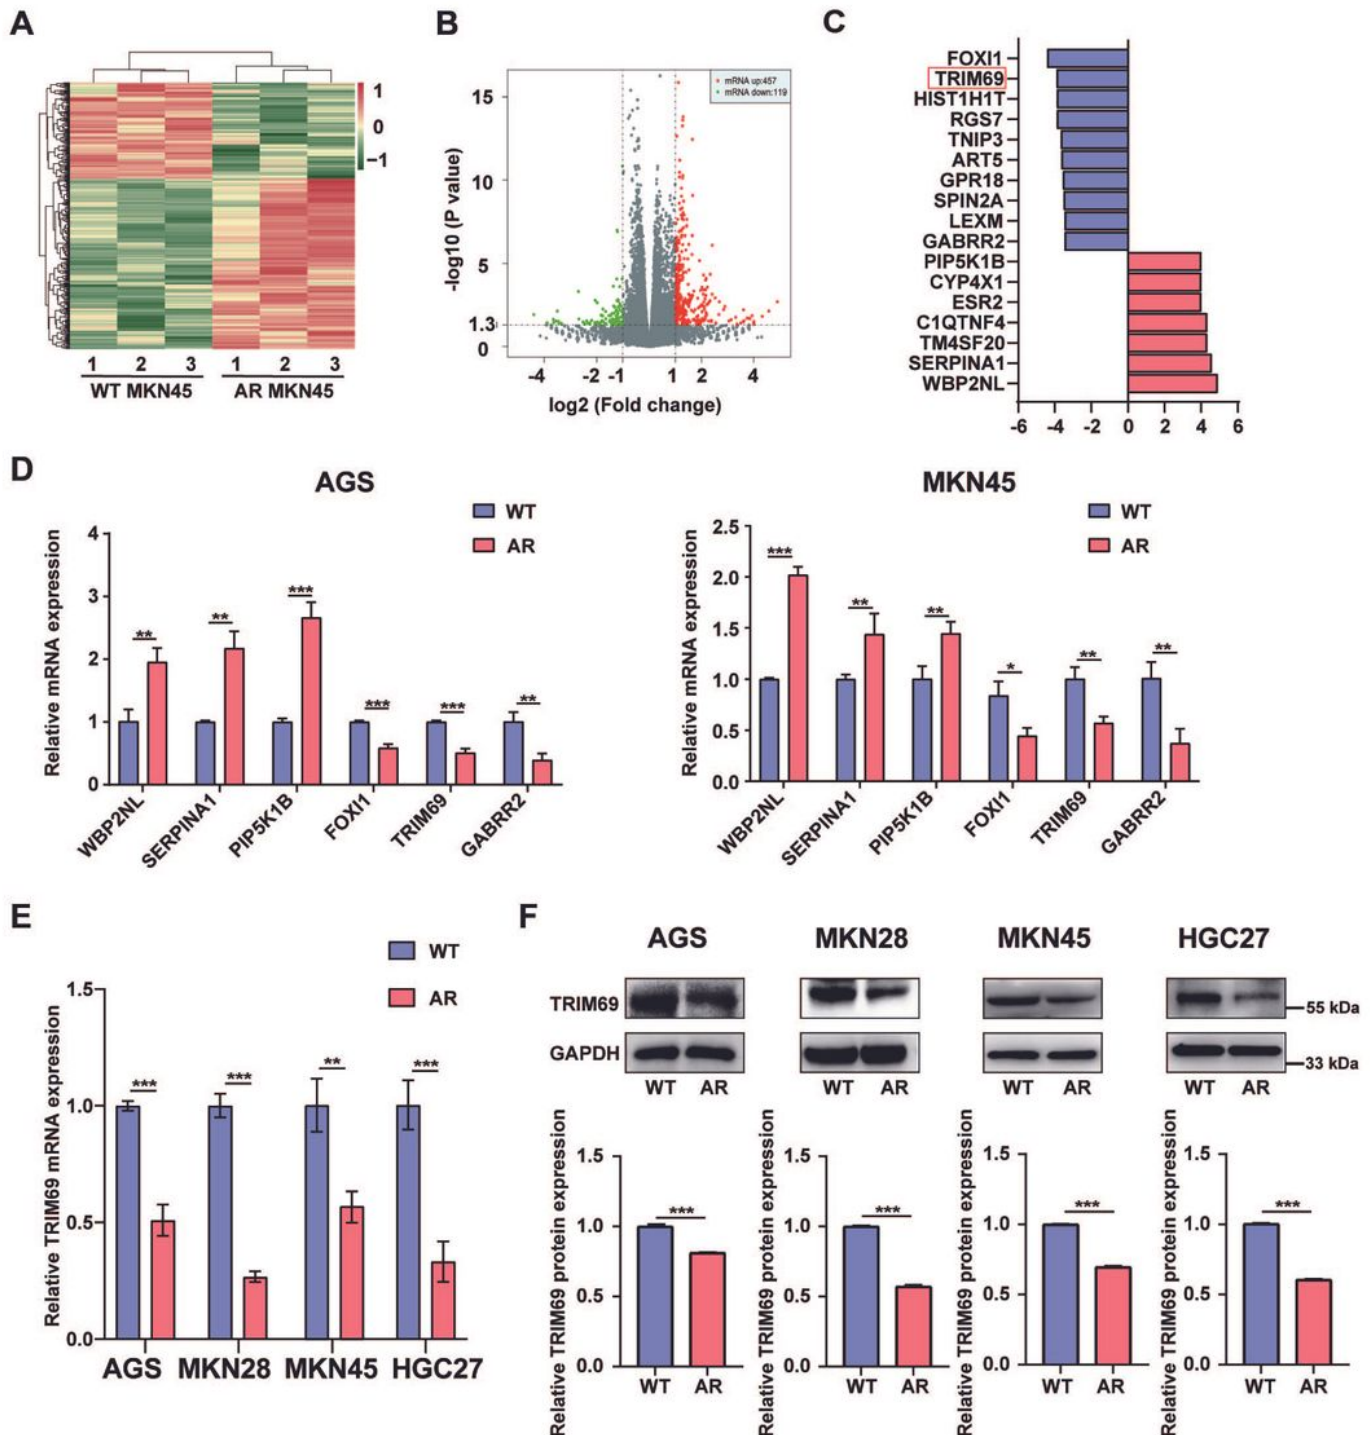 A
1
0
−1
1 2 3 1 2 3
WT MKN45 AR MKN45
B
mRNA up:457
mRNA down:119
-log10 (P value)
15
10
5
1.3
0
-4 -2 -1 1 2 4
log2 (Fold change)
C
FOXI1
TRIM69
HIST1H1T
RGS7
TNIP3
ART5
GPR18
SPIN2A
LEXM
GABRR2
PIP5K1B
CYP4X1
ESR2
C1QTNF4
TM4SF20
SERPINA1
WBP2NL
-6 -4 -2 0 2 4 6
D
AGS
WT
AR
Relative mRNA expression
4
3
2
1
0
** ** *** *** *** **
WBP2NL
SERPINA1
PIP5K1B
FOXI1
TRIM69
GABRR2
MKN45
WT
AR
Relative mRNA expression
2.5
2.0
1.5
1.0
0.5
0.0
*** ** ** * ** **
WBP2NL
SERPINA1
PIP5K1B
FOXI1
TRIM69
GABRR2
E
WT
AR
Relative TRIM69 mRNA expression
1.5
1.0
0.5
0.0
*** *** ** ***
AGS MKN28 MKN45 HGC27
F
AGS MKN28 MKN45 HGC27
TRIM69
55 kDa
GAPDH
33 kDa
WT AR WT AR WT AR WT AR
Relative TRIM69 protein expression
1.5
1.0
0.5
0.0
***
WT AR
Relative TRIM69 protein expression
1.5
1.0
0.5
0.0
***
WT AR
Relative TRIM69 protein expression
1.5
1.0
0.5
0.0
***
WT AR
Relative TRIM69 protein expression
1.5
1.0
0.5
0.0
***
WT AR